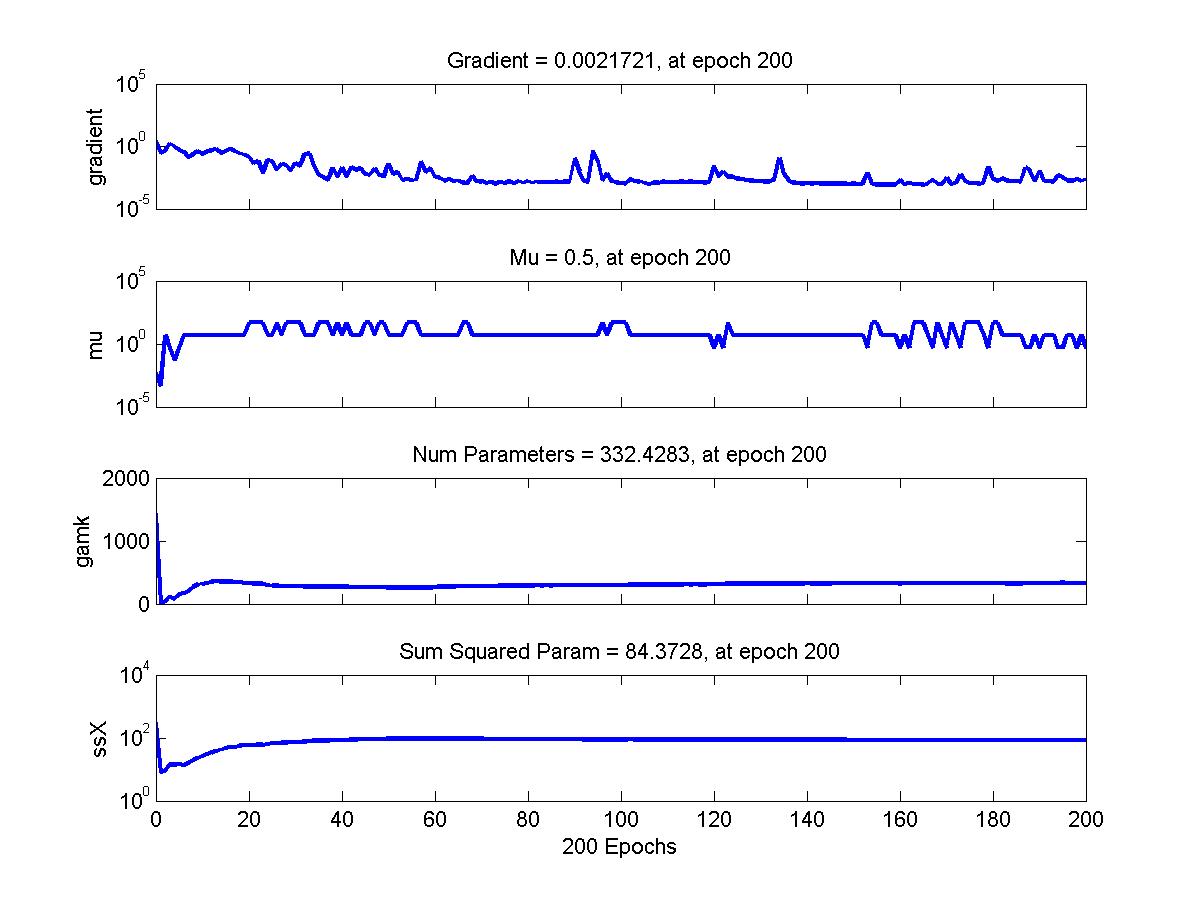 Gradient = 0.0021721, at epoch 200
10^5
10^0
10^-5
gradient
Mu = 0.5, at epoch 200
10^5
10^0
10^-5
mu
Num Parameters = 332.4283, at epoch 200
2000
1000
0
gamk
Sum Squared Param = 84.3728, at epoch 200
10^4
10^2
10^0
ssX
0 20 40 60 80 100 120 140 160 180 200
200 Epochs